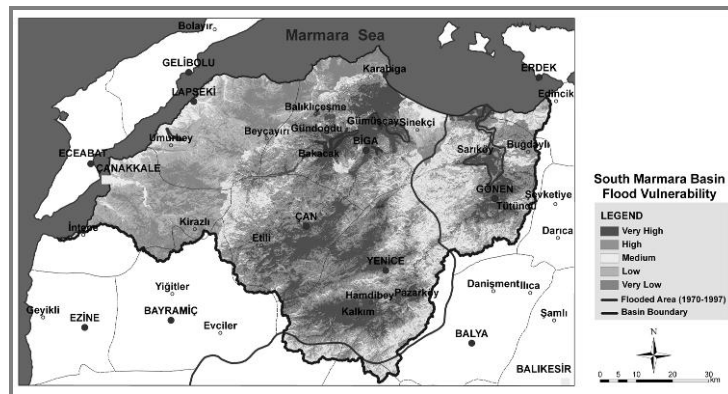 Bolayır
Marmara Sea
GELİBOLU
Karabiga
ERDEK
LAPSEKİ
Edincik
Balıklıçeşme
Gümüşçay
Umurbey
Beyçayırı
Gündoğdu
Sinekçi
BİGA
Sarıköy
Buğdaylı
Bakacak
ECEABAT
ÇANAKKALE
GÖNEN
Şevketiye
Tütüncü
ÇAN
Kirazlı
İntepe
Etili
Darıca
YENİCE
Yiğitler
Hamdibey
Pazarköy
Danişment
Ilıca
Geyikli
EZİNE
BAYRAMİÇ
Evciler
Kalkım
Şamlı
BALYA
BALIKESİR
South Marmara Basin
Flood Vulnerability
LEGEND
Very High
High
Medium
Low
Very Low
Flooded Area (1970-1997)
Basin Boundary
N
0 5 10 20 30
km